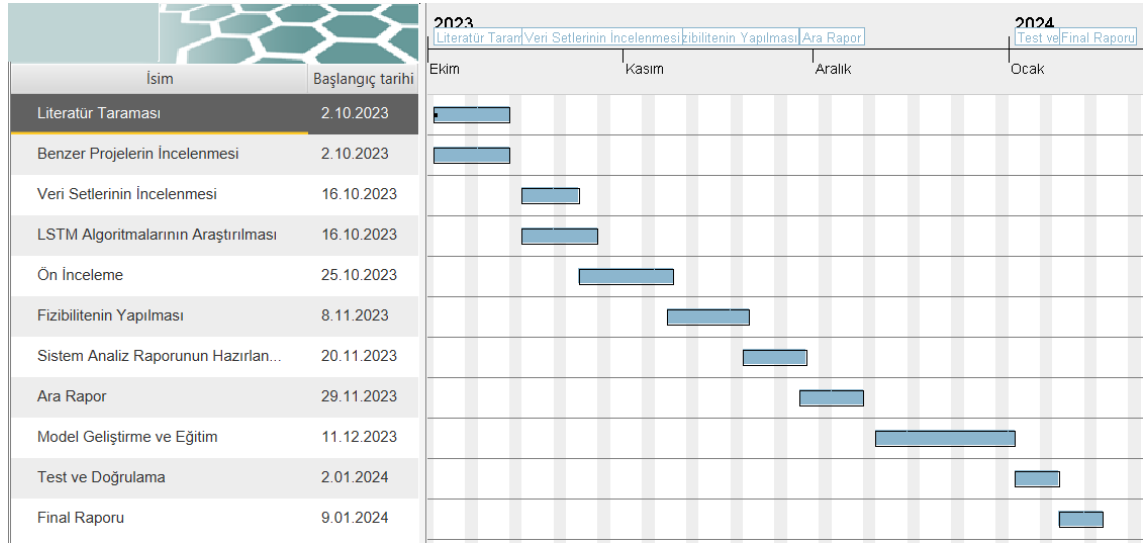 2023
2024
Literatür Taram
Veri Setlerinin İncelenmesi
zibilitenin Yapılması
Ara Rapor
Test ve
Final Raporu
İsim
Başlangıç tarihi
Ekim
Kasım
Aralık
Ocak
Literatür Taraması 2.10.2023
Benzer Projelerin İncelenmesi 2.10.2023
Veri Setlerinin İncelenmesi 16.10.2023
LSTM Algoritmalarının Araştırılması 16.10.2023
Ön İnceleme 25.10.2023
Fizibilitenin Yapılması 8.11.2023
Sistem Analiz Raporunun Hazırlan... 20.11.2023
Ara Rapor 29.11.2023
Model Geliştirme ve Eğitim 11.12.2023
Test ve Doğrulama 2.01.2024
Final Raporu 9.01.2024